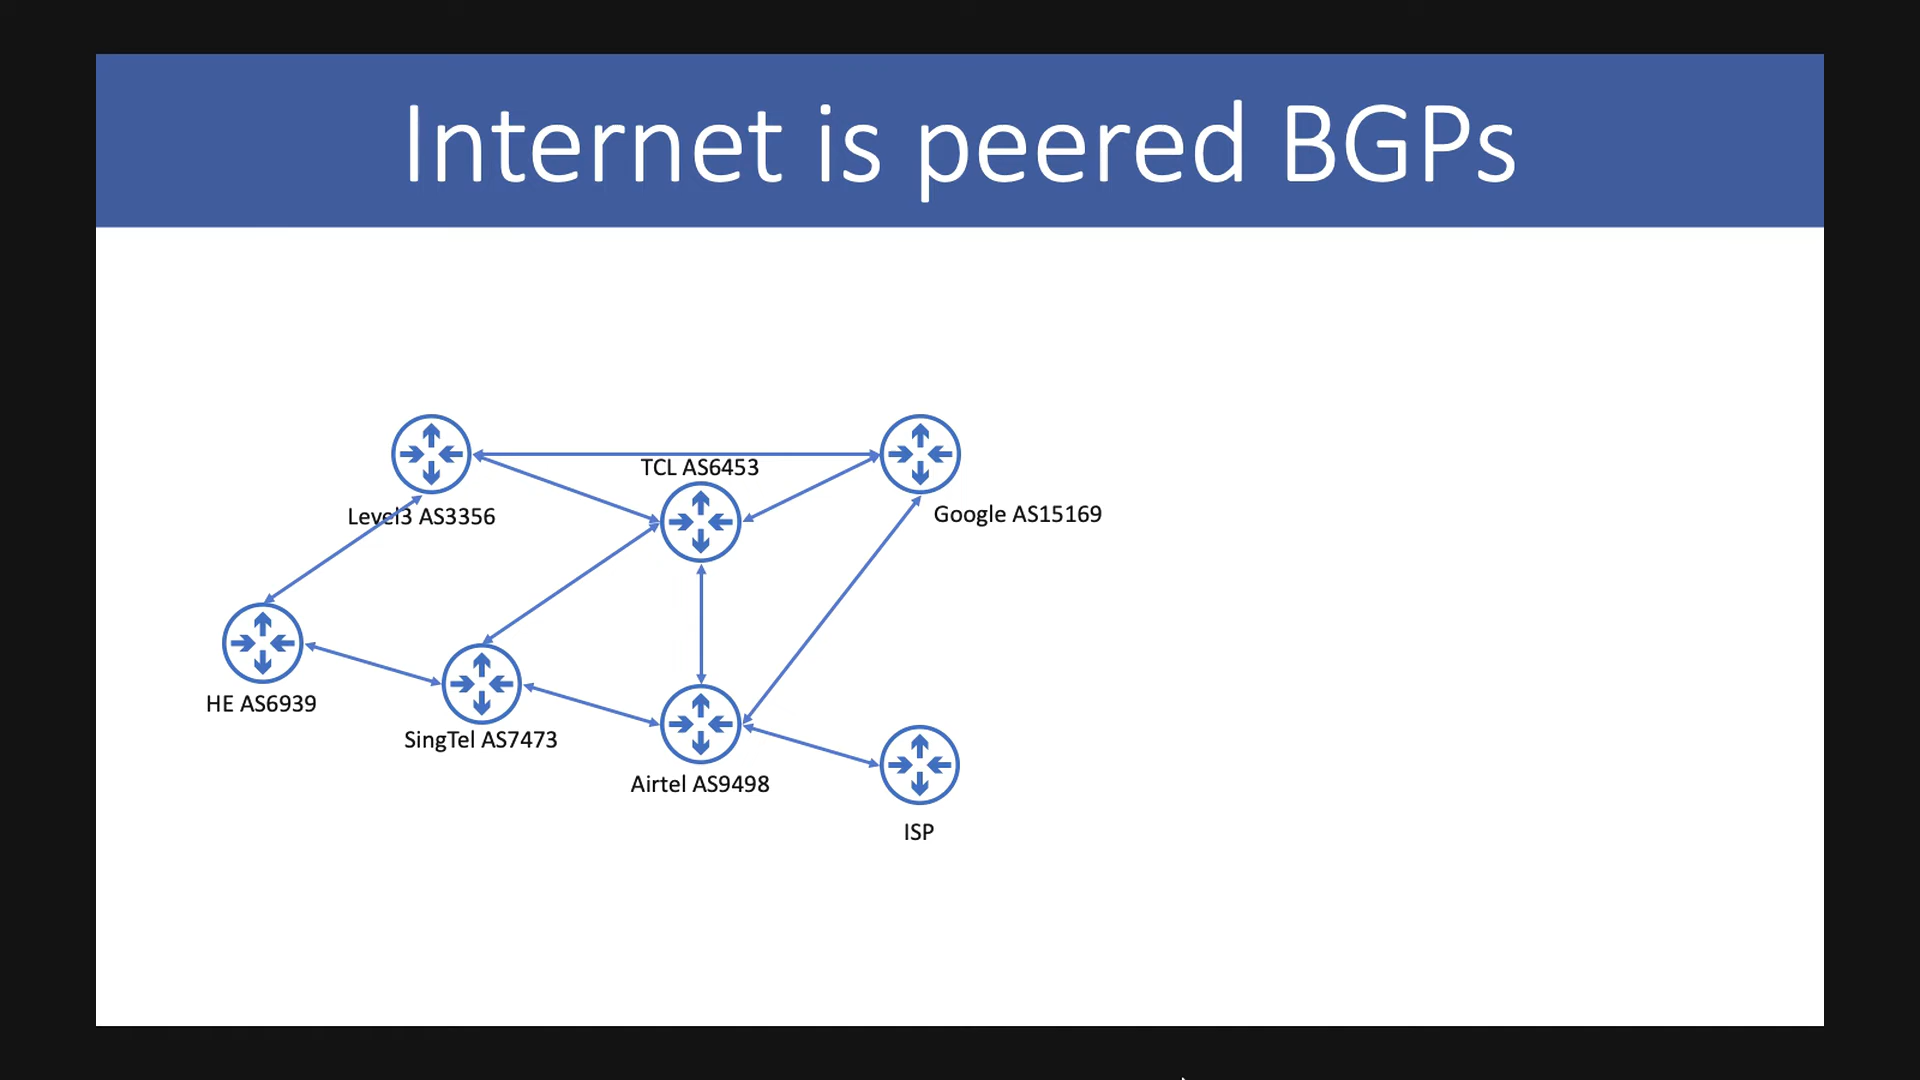 Internet is peered BGPs
TCL AS6453
Level3 AS3356
Google AS15169
HE AS6939
SingTel AS7473
Airtel AS9498
ISP